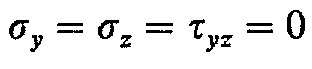 σ_y = σ_z = τ_yz = 0